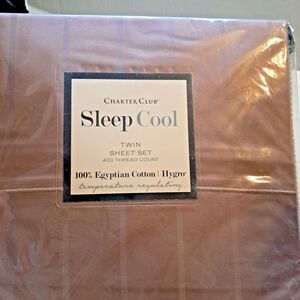 CHARTER CLUB®
Sleep Cool
TWIN
SHEET SET
400 THREAD COUNT
100% Egyptian Cotton | Hygro®
temperature regulating